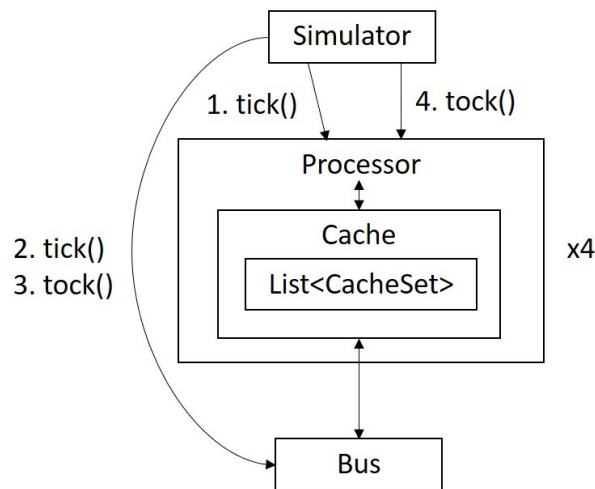 Simulator
1. tick()
4. tock()
Processor
Cache
List<CacheSet>
x4
2. tick()
3. tock()
Bus